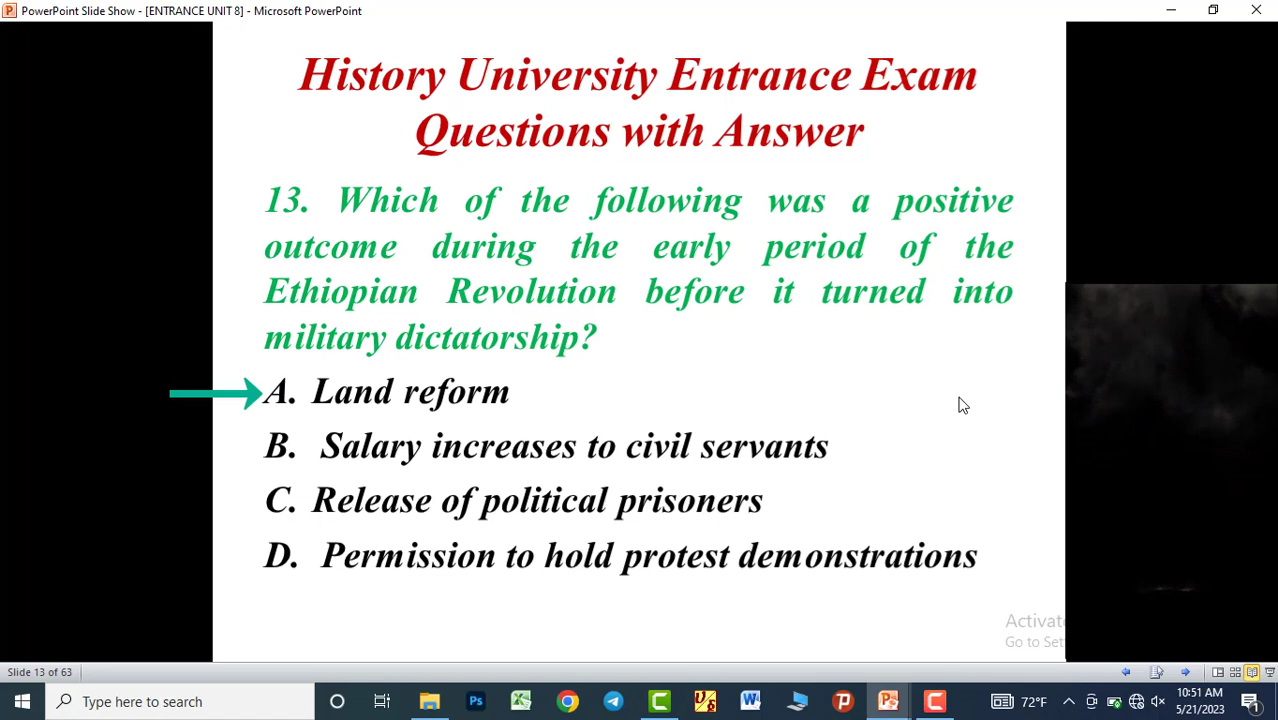 PowerPoint Slide Show - [ENTRANCE UNIT 8] - Microsoft PowerPoint
History University Entrance Exam
Questions with Answer
13. Which of the following was a positive
outcome during the early period of the
Ethiopian Revolution before it turned into
military dictatorship?
A. Land reform
B. Salary increases to civil servants
C. Release of political prisoners
D. Permission to hold protest demonstrations
Activat
Go to Set
Slide 13 of 63
Type here to search
72°F
10:51 AM
5/21/2023